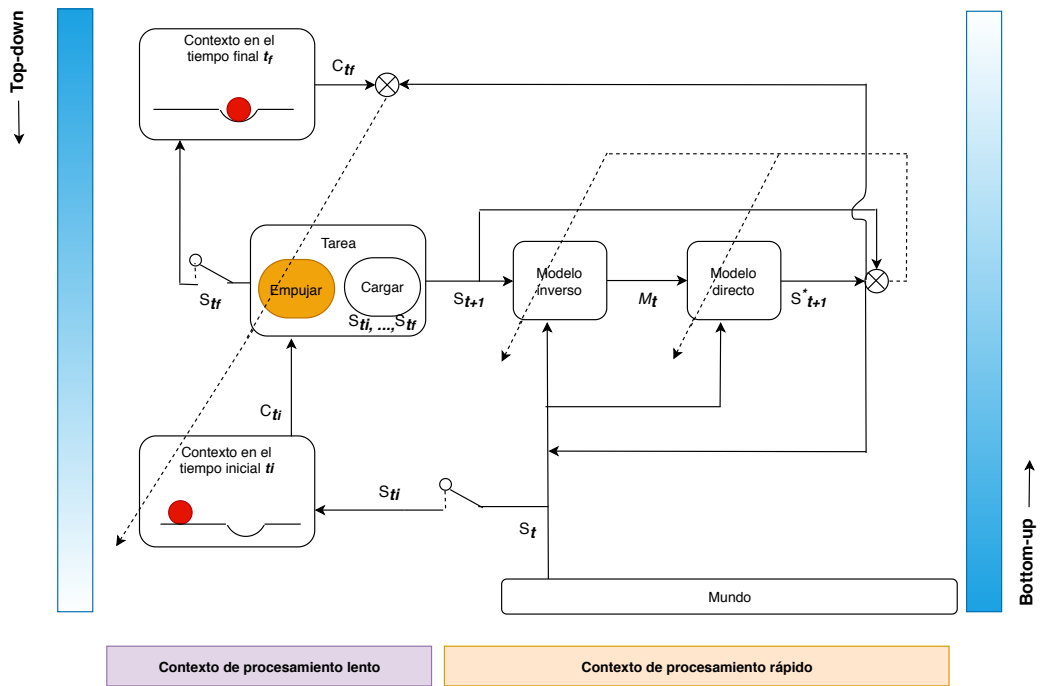 Top-down
Contexto en el
tiempo final tf
Ctf
Tarea
Empujar
Cargar
Sti, ...,Stf
Stf
St+1
Modelo
inverso
Mt
Modelo
directo
S*t+1
Cti
Contexto en el
tiempo inicial ti
Sti
St
Mundo
Bottom-up
Contexto de procesamiento lento
Contexto de procesamiento rápido